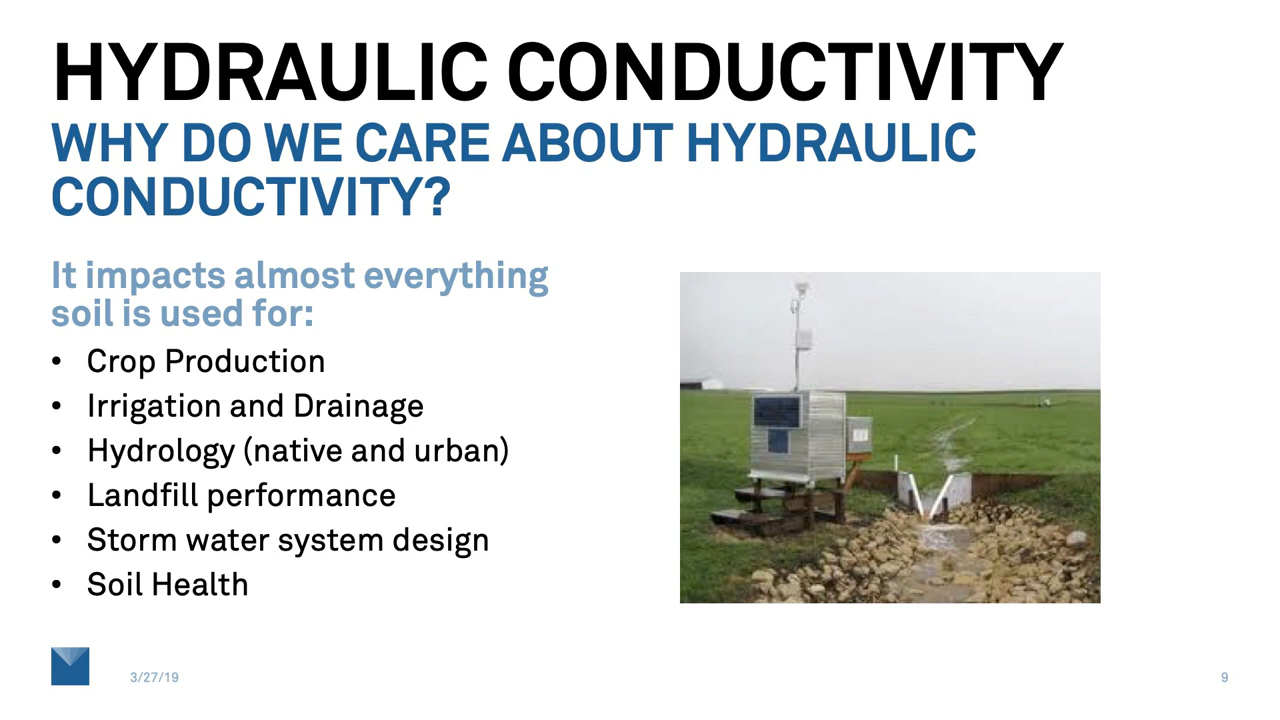 HYDRAULIC CONDUCTIVITY
WHY DO WE CARE ABOUT HYDRAULIC
CONDUCTIVITY?
It impacts almost everything
soil is used for:
• Crop Production
• Irrigation and Drainage
• Hydrology (native and urban)
• Landfill performance
• Storm water system design
• Soil Health
3/27/19
9